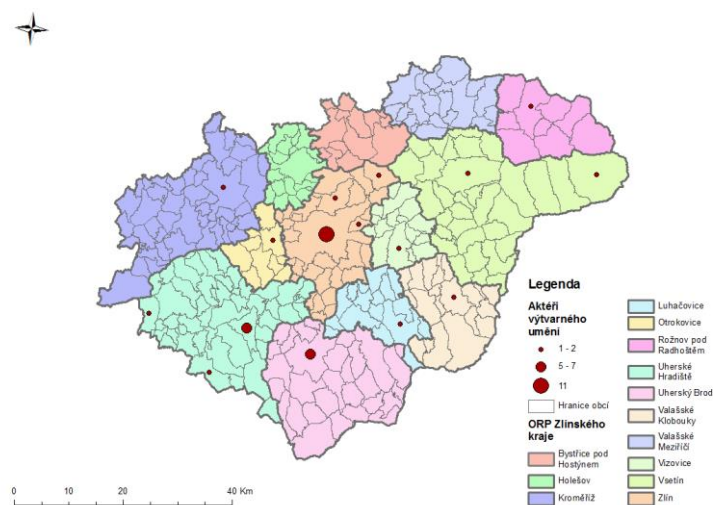 Legenda
Aktéři
výtvarného
umění
1 - 2
5 - 7
11
Hranice obcí
ORP Zlínského
kraje
Bystřice pod
Hostýnem
Holešov
Kroměříž
Luhačovice
Otrokovice
Rožnov pod
Radhoštěm
Uherské
Hradiště
Uherský Brod
Valašské
Klobouky
Valašské
Meziříčí
Vizovice
Vsetín
Zlín
0 10 20 40 Km